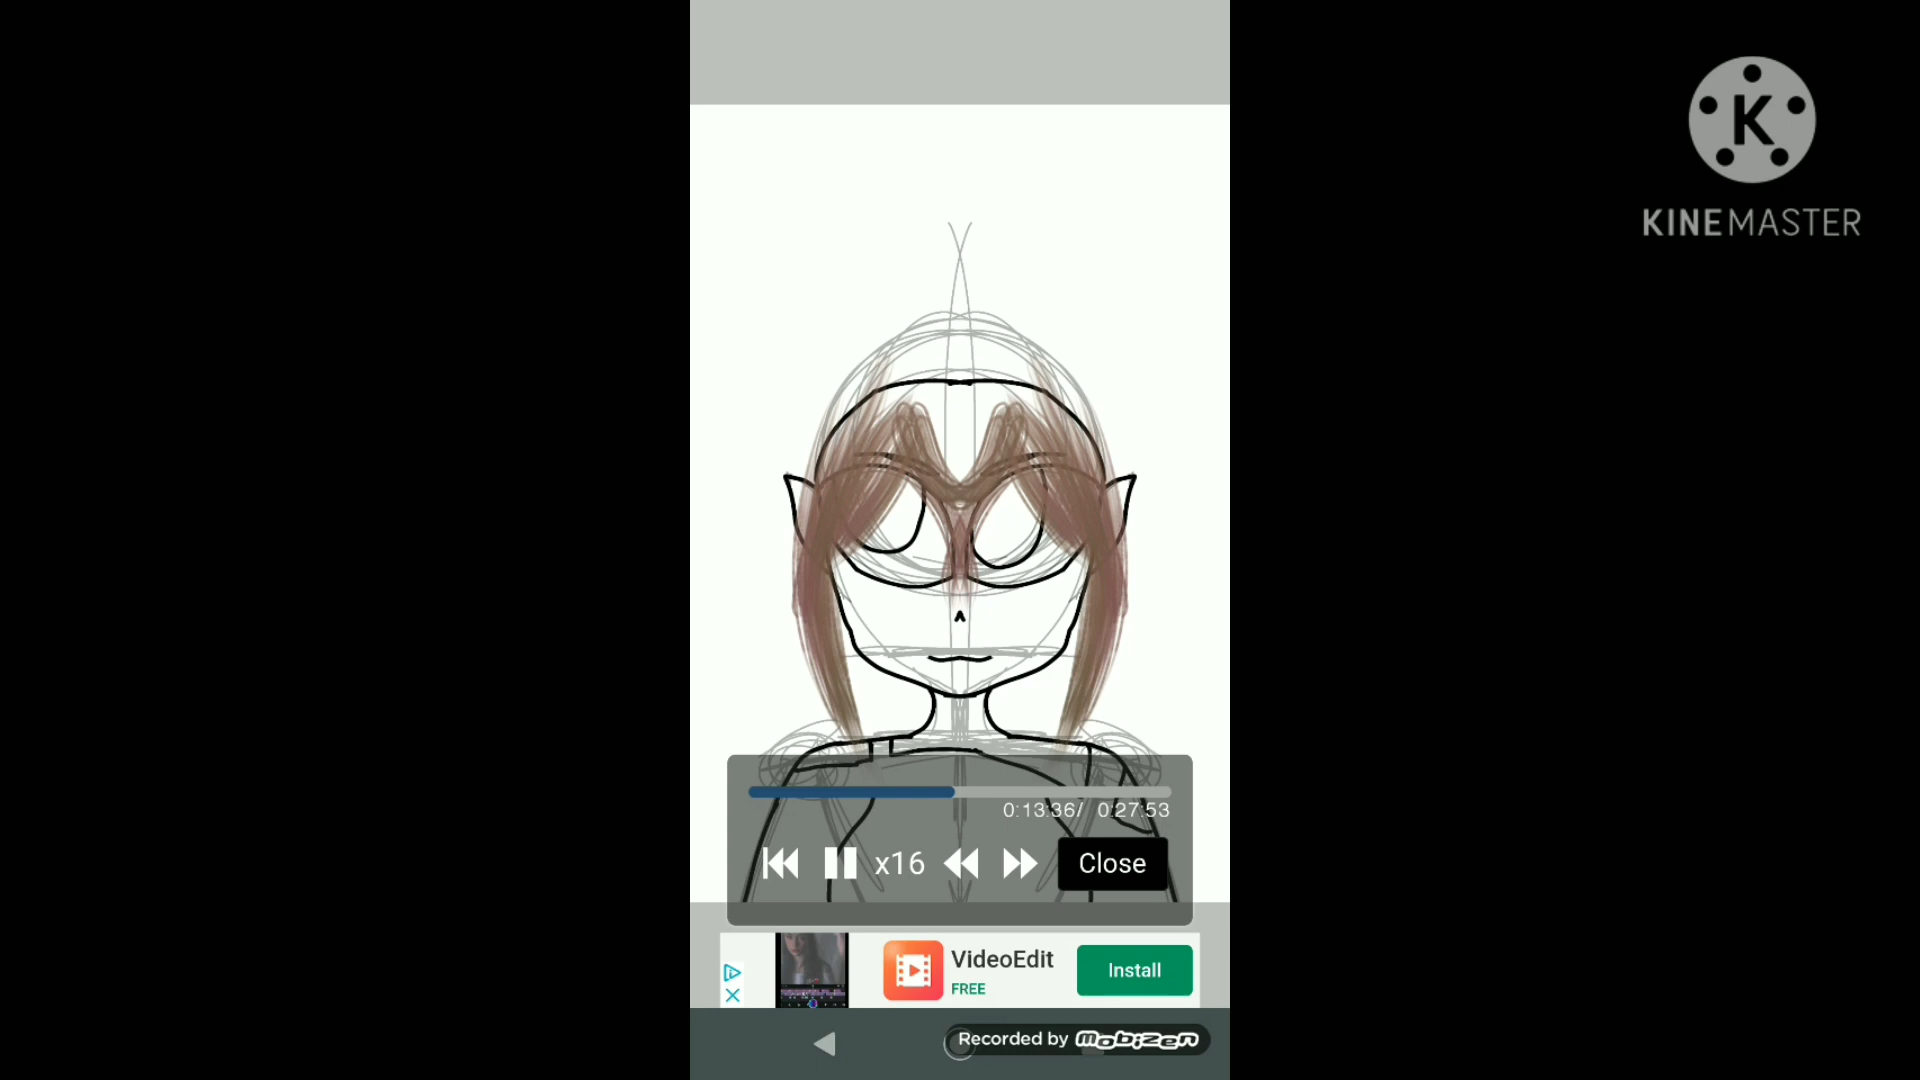 K
KINEMASTER
0:13:36/ 0:27:53
x16
Close
VideoEdit
FREE
Install
Recorded by mobizen